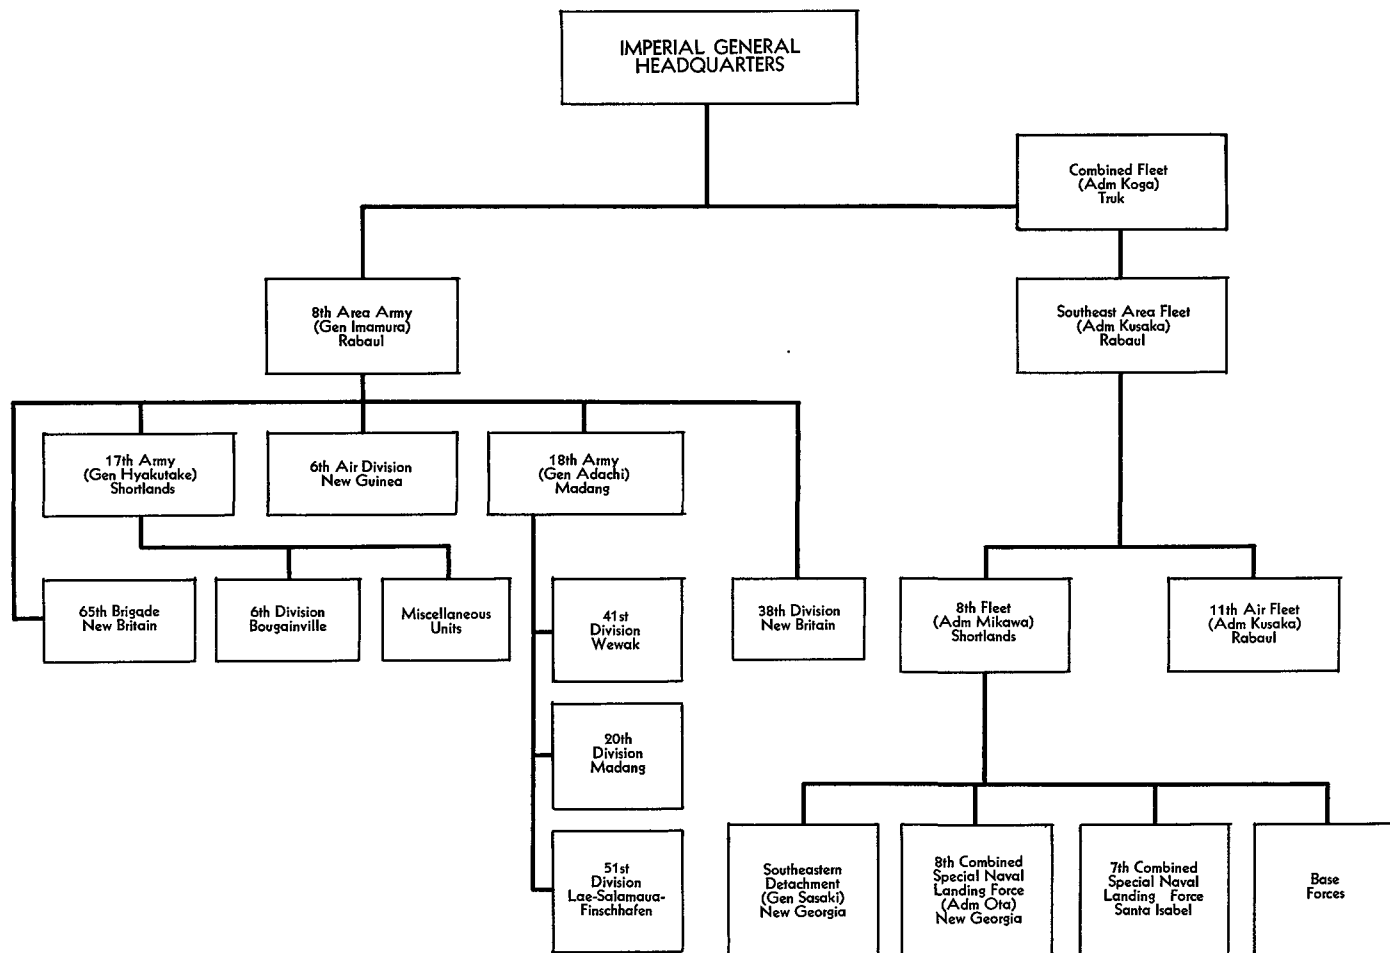 IMPERIAL GENERAL
HEADQUARTERS
Combined Fleet
(Adm Koga)
Truk
8th Area Army
(Gen Imamura)
Rabaul
Southeast Area Fleet
(Adm Kusaka)
Rabaul
17th Army
(Gen Hyakutake)
Shortlands
6th Air Division
New Guinea
18th Army
(Gen Adachi)
Madang
65th Brigade
New Britain
6th Division
Bougainville
Miscellaneous
Units
41st
Division
Wewak
38th Division
New Britain
8th Fleet
(Adm Mikawa)
Shortlands
11th Air Fleet
(Adm Kusaka)
Rabaul
20th
Division
Madang
51st
Division
Lae-Salamaua-
Finschhafen
Southeastern
Detachment
(Gen Sasaki)
New Georgia
8th Combined
Special Naval
Landing Force
(Adm Ota)
New Georgia
7th Combined
Special Naval
Landing Force
Santa Isabel
Base
Forces